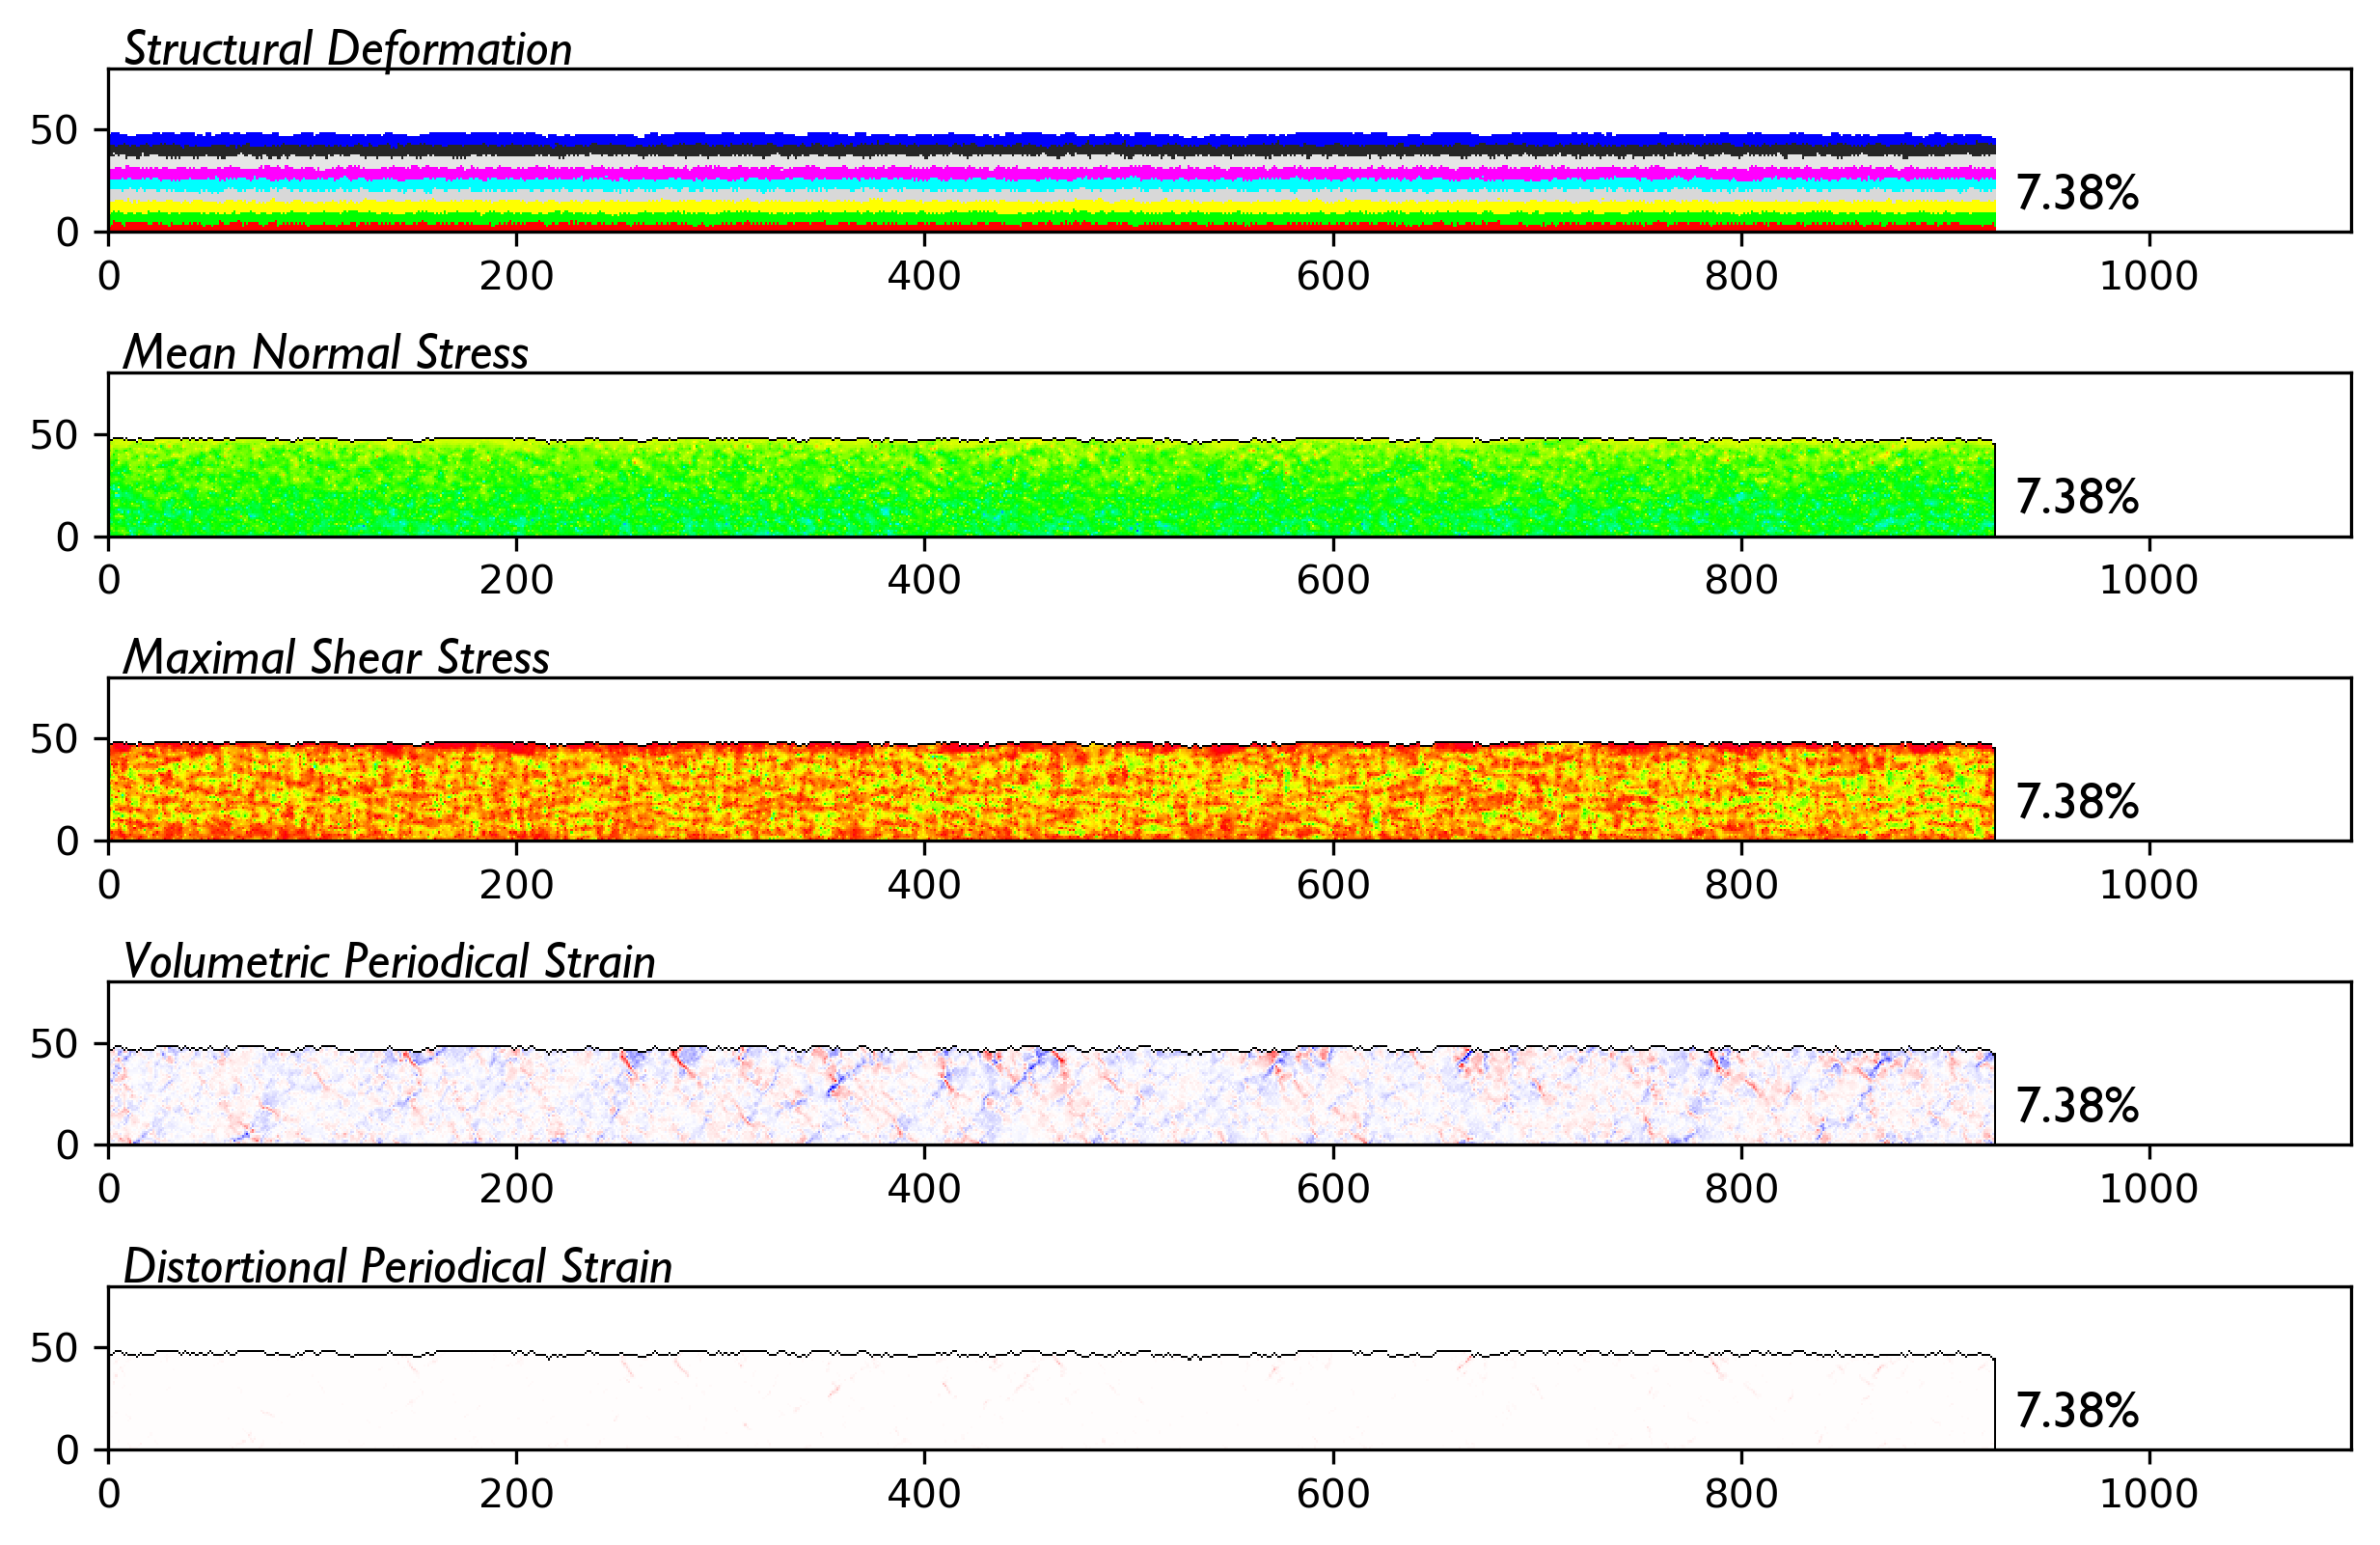 Structural Deformation
50
7.38%
0
0 200 400 600 800 1000
Mean Normal Stress
50
7.38%
0
0 200 400 600 800 1000
Maximal Shear Stress
50
7.38%
0
0 200 400 600 800 1000
Volumetric Periodical Strain
50
7.38%
0
0 200 400 600 800 1000
Distortional Periodical Strain
50
7.38%
0
0 200 400 600 800 1000